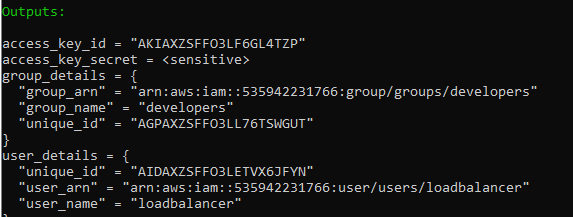 Outputs:
access_key_id = "AKIAXZSFFO3LF6GL4TZP"
access_key_secret = <sensitive>
group_details = {
  "group_arn" = "arn:aws:iam::535942231766:group/groups/developers"
  "group_name" = "developers"
  "unique_id" = "AGPAXZSFFO3LL76TSWGUT"
}
user_details = {
  "unique_id" = "AIDAXZSFFO3LETVX6JFYN"
  "user_arn" = "arn:aws:iam::535942231766:user/users/loadbalancer"
  "user_name" = "loadbalancer"
}